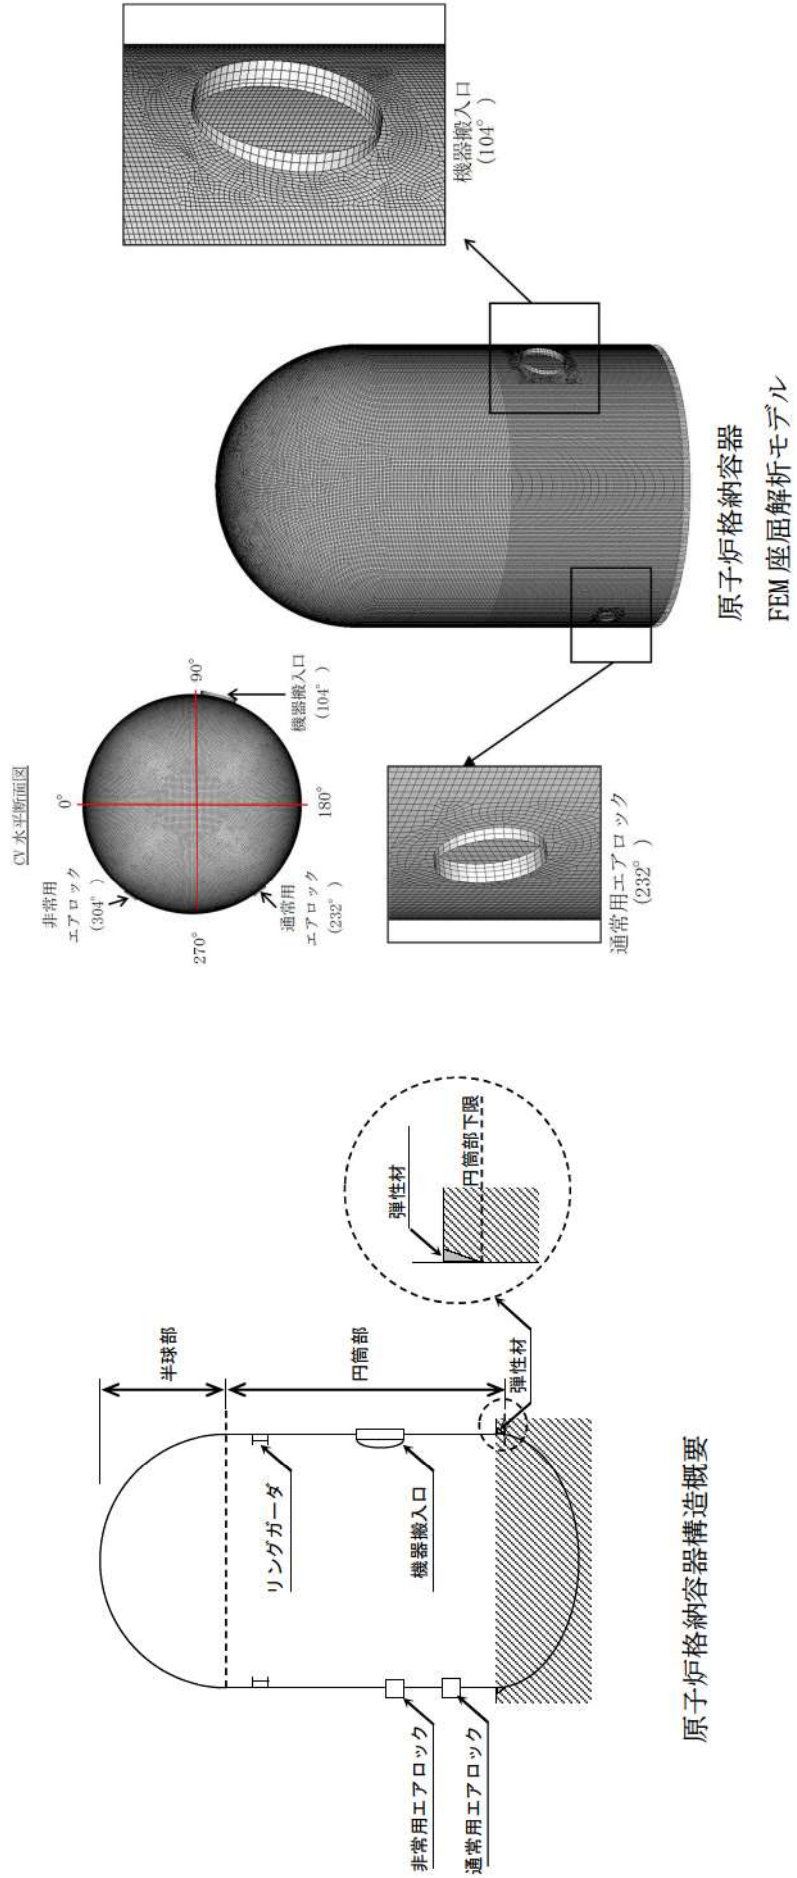 半球部
円筒部
リングガーダ
機器搬入口
弾性材
非常用エアロック
通常用エアロック
弾性材
円筒部下限
原子炉格納容器構造概要
CV 水平断面図
0°
90°
180°
270°
非常用
エアロック
(304°)
通常用
エアロック
(232°)
機器搬入口
(104°)
通常用エアロック
(232°)
機器搬入口
(104°)
原子炉格納容器
FEM 座屈解析モデル